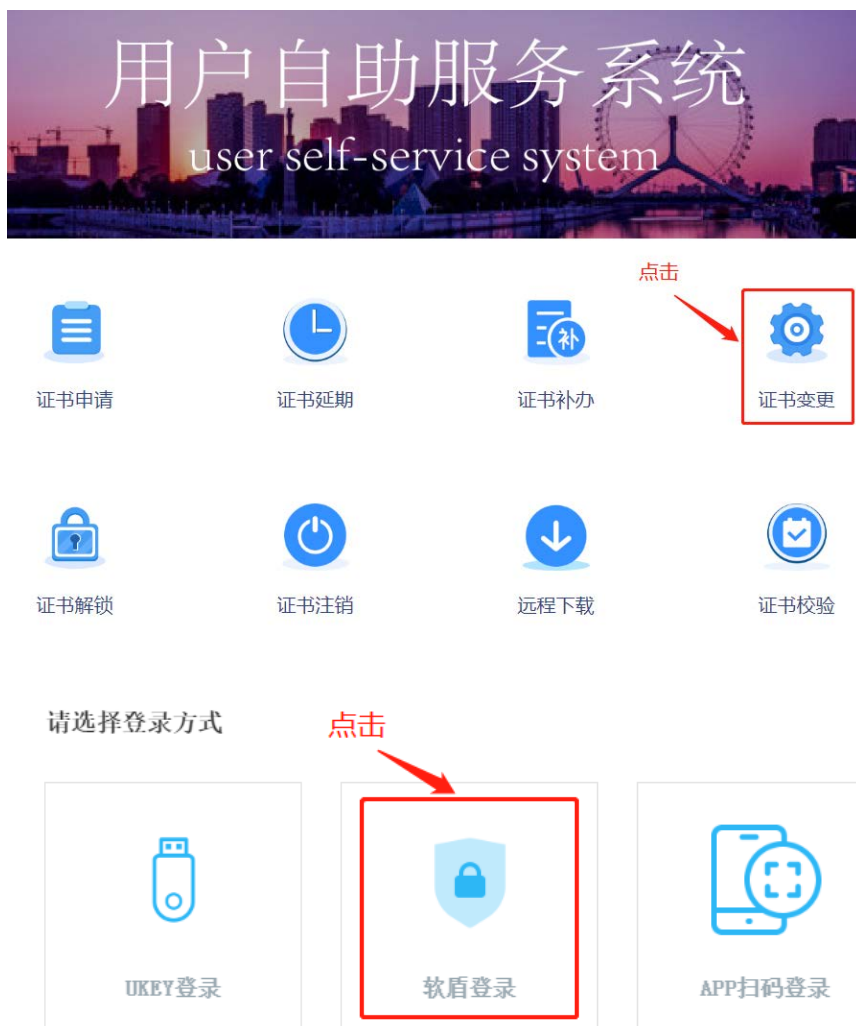 用户自助服务系统
user self-service system
点击
补
证书申请
证书延期
证书补办
证书变更
证书解锁
证书注销
远程下载
证书校验
请选择登录方式
点击
UKEY登录
软盾登录
APP扫码登录